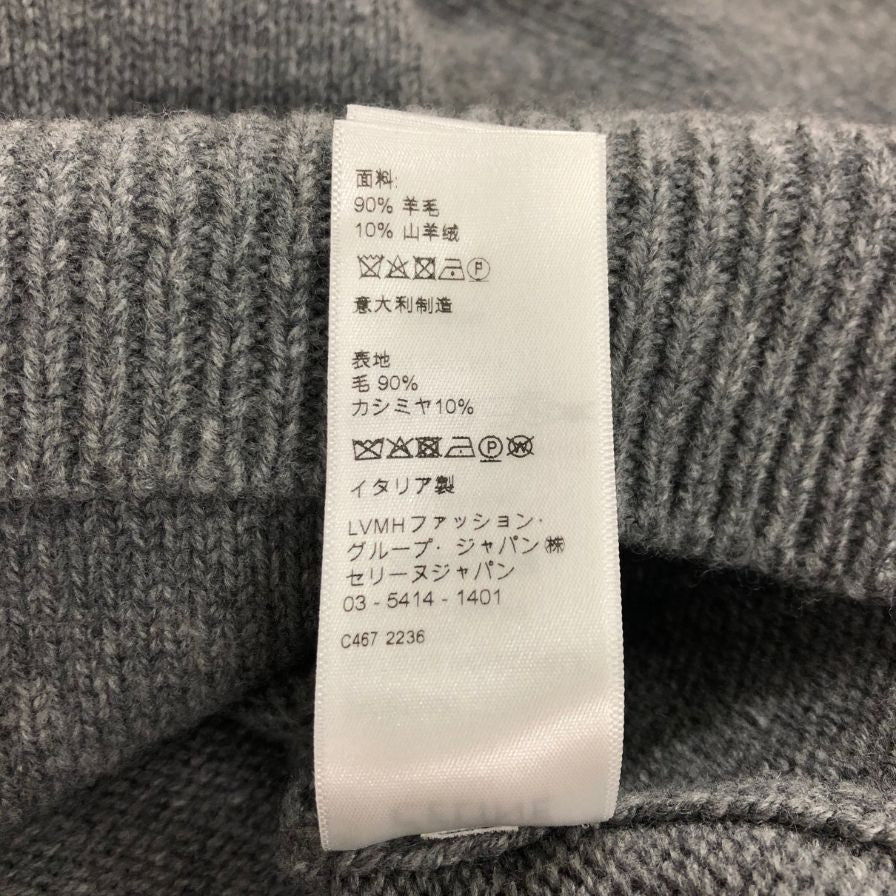 面料:
90% 羊毛
10% 山羊绒
意大利制造
表地
毛 90%
カシミヤ10%
イタリア製
LVMHファッション・
グループ・ジャパン㈱
セリーヌジャパン
03 - 5414 - 1401
C467 2236